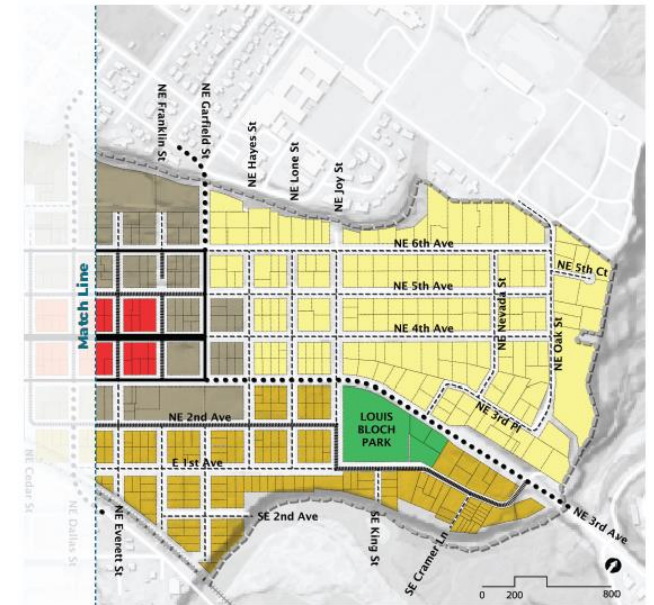 NE Franklin St
NE Garfield St
NE Hayes St
NE Lone St
NE Joy St
NE 6th Ave
NE 5th Ct
NE 5th Ave
NE Nevada St
NE Oak St
Match Line
NE 4th Ave
LOUIS
BLOCH
PARK
NE 3rd Pl
NE 2nd Ave
E 1st Ave
NE Cedar St
NE Dallas St
NE Everett St
SE 2nd Ave
SE King St
SE Cramer Ln
NE 3rd Ave
0 200 800